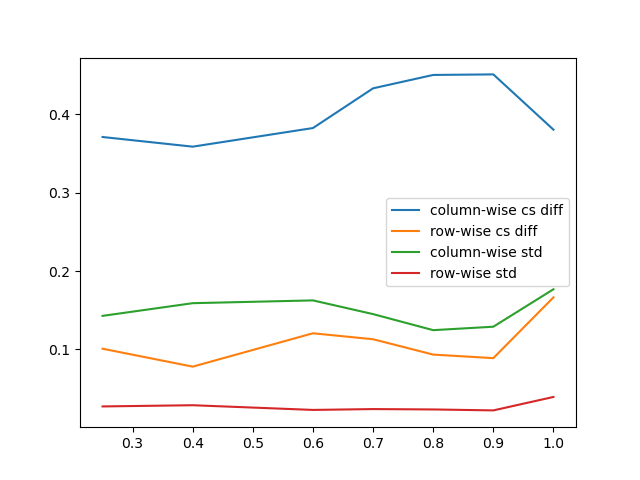 0.4
0.3
0.2
0.1
column-wise cs diff
row-wise cs diff
column-wise std
row-wise std
0.3 0.4 0.5 0.6 0.7 0.8 0.9 1.0